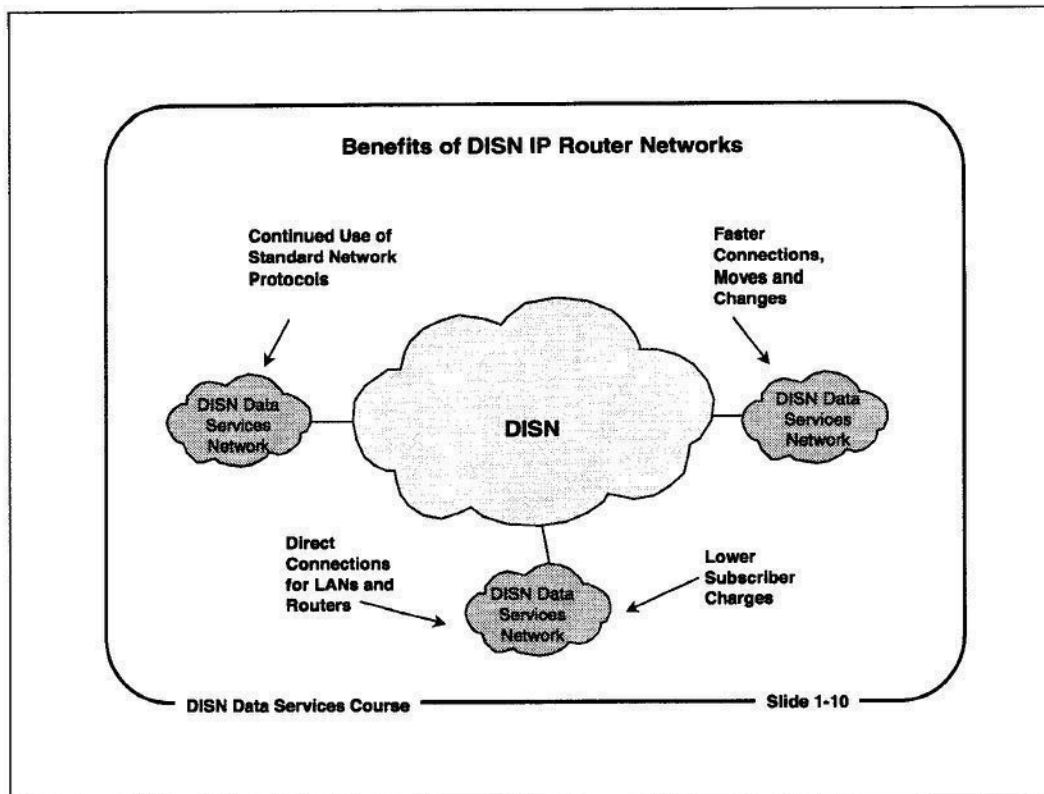 Benefits of DISN IP Router Networks
Continued Use of
Standard Network
Protocols
Faster
Connections,
Moves and
Changes
DISN Data
Services
Network
DISN
DISN Data
Services
Network
Direct
Connections
for LANs and
Routers
DISN Data
Services
Network
Lower
Subscriber
Charges
DISN Data Services Course
Slide 1-10